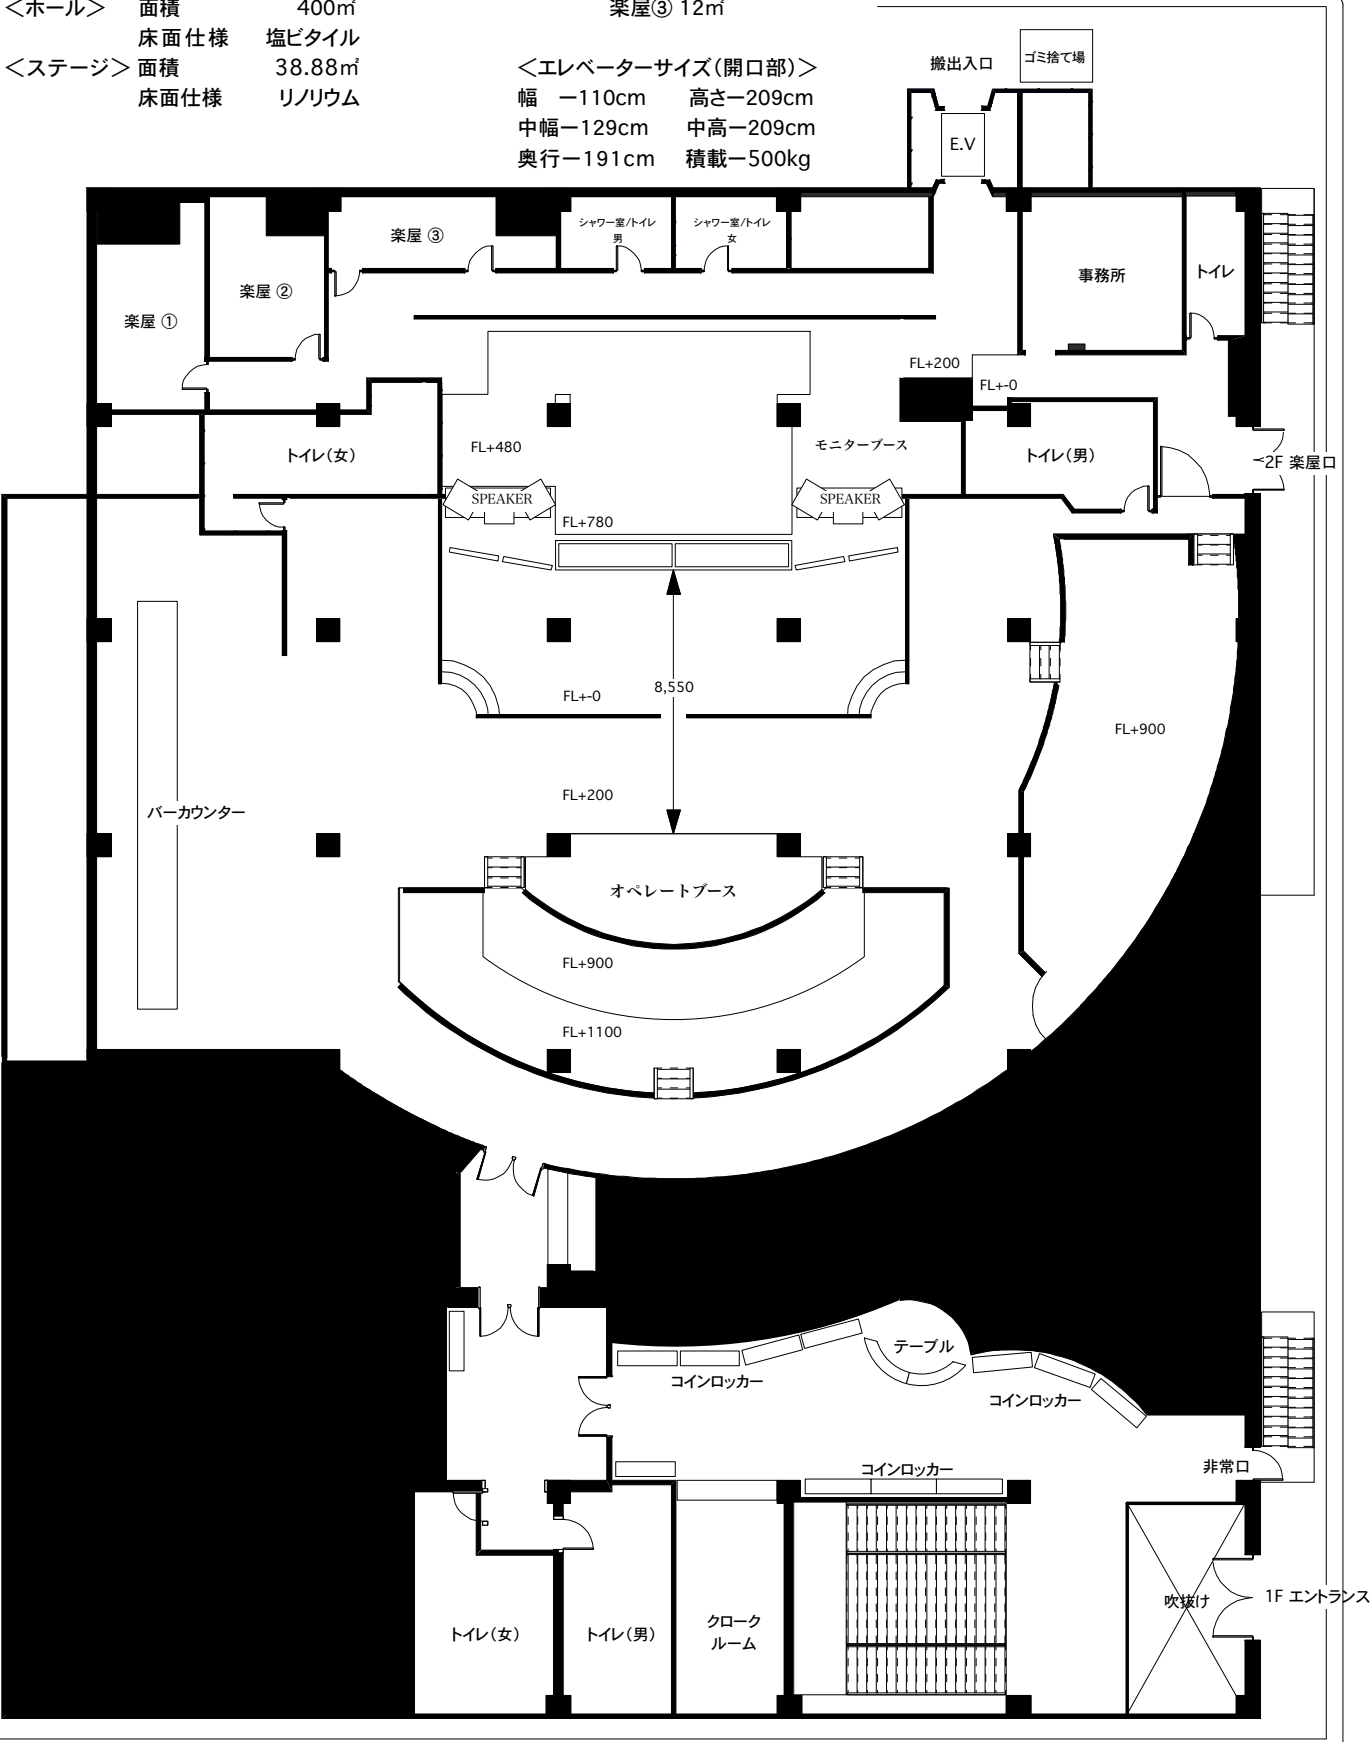 <ホール> 面積 400㎡ 楽屋③ 12㎡
床面仕様 塩ビタイル
<ステージ> 面積 38.88㎡ <エレベーターサイズ(開口部)>
床面仕様 リノリウム 幅 ー110cm 高さー209cm
中幅ー129cm 中高ー209cm
奥行ー191cm 積載ー500kg
搬出入口
ゴミ捨て場
E.V
シャワー室/トイレ
男
シャワー室/トイレ
女
楽屋 ③
楽屋 ②
楽屋 ①
事務所
トイレ
FL+200
FL+-0
トイレ(女)
FL+480
モニターブース
トイレ(男)
2F 楽屋口
SPEAKER
SPEAKER
FL+780
FL+-0
8,550
FL+900
FL+200
バーカウンター
オペレートブース
FL+900
FL+1100
テーブル
コインロッカー
コインロッカー
コインロッカー
非常口
トイレ(女)
トイレ(男)
クローク
ルーム
吹抜け
1F エントランス